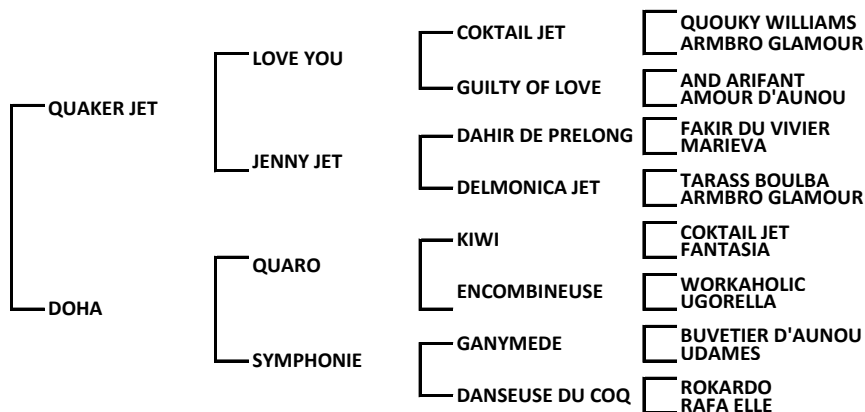 QUOUKY WILLIAMS
COKTAIL JET
ARMBRO GLAMOUR
LOVE YOU
GUILTY OF LOVE
AND ARIFANT
AMOUR D'AUNOU
QUAKER JET
DAHIR DE PRELONG
FAKIR DU VIVIER
MARIEVA
JENNY JET
DELMONICA JET
TARASS BOULBA
ARMBRO GLAMOUR
KIWI
COKTAIL JET
FANTASIA
QUARO
ENCOMBINEUSE
WORKAHOLIC
UGORELLA
DOHA
GANYMEDE
BUVETIER D'AUNOU
UDAMES
SYMPHONIE
DANSEUSE DU COQ
ROKARDO
RAFA ELLE